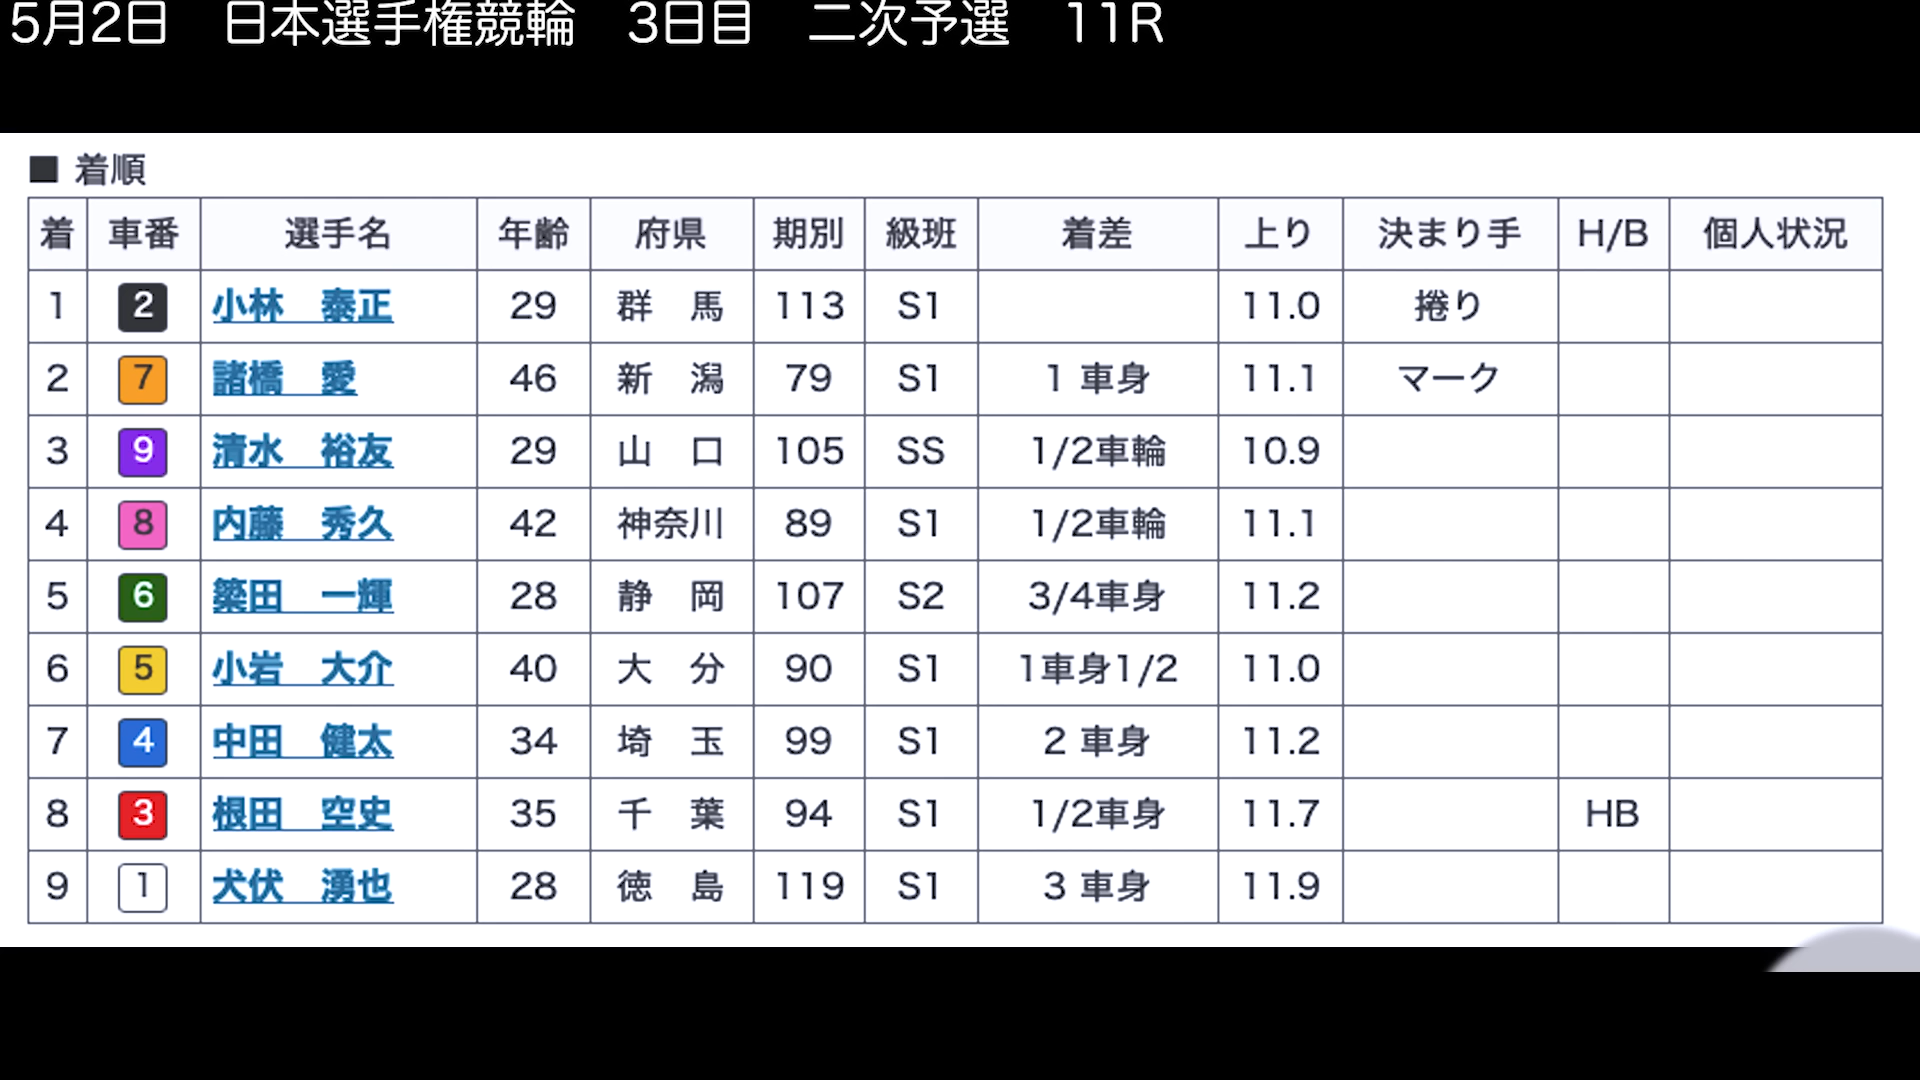 5月2日　日本選手権競輪　3日目　二次予選　11R
■ 着順
着 車番 選手名 年齢 府県 期別 級班 着差 上り 決まり手 H/B 個人状況
1 2 小林　泰正 29 群　馬 113 S1 11.0 捲り
2 7 諸橋　愛 46 新　潟 79 S1 1 車身 11.1 マーク
3 9 清水　裕友 29 山　口 105 SS 1/2車輪 10.9
4 8 内藤　秀久 42 神奈川 89 S1 1/2車輪 11.1
5 6 簗田　一輝 28 静　岡 107 S2 3/4車身 11.2
6 5 小岩　大介 40 大　分 90 S1 1車身1/2 11.0
7 4 中田　健太 34 埼　玉 99 S1 2 車身 11.2
8 3 根田　空史 35 千　葉 94 S1 1/2車身 11.7 HB
9 1 犬伏　湧也 28 徳　島 119 S1 3 車身 11.9